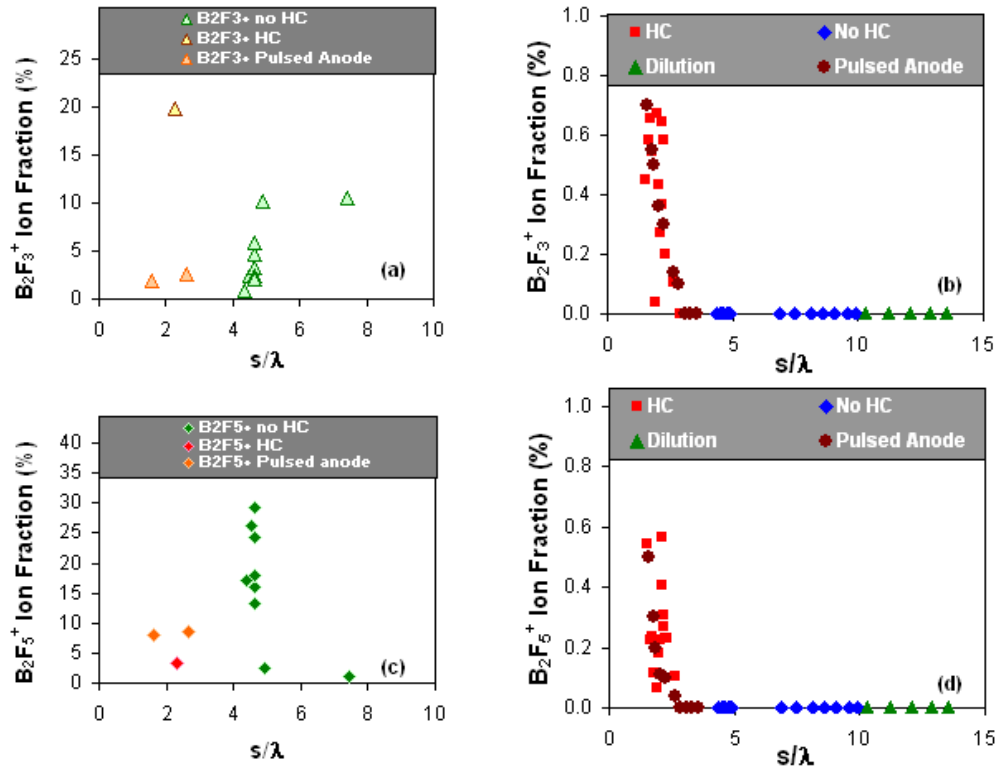 B2F3+ no HC
B2F3+ HC
B2F3+ Pulsed Anode
B₂F₃⁺ Ion Fraction (%)
25
20
15
10
5
0
0 2 4 6 8 10
s/λ
(a)
HC No HC
Dilution Pulsed Anode
B₂F₃⁺ Ion Fraction (%)
1.0
0.8
0.6
0.4
0.2
0.0
0 5 10 15
s/λ
(b)
B2F5+ no HC
B2F5+ HC
B2F5+ Pulsed anode
B₂F₅⁺ Ion Fraction (%)
40
35
30
25
20
15
10
5
0
0 2 4 6 8 10
s/λ
(c)
HC No HC
Dilution Pulsed Anode
B₂F₅⁺ Ion Fraction (%)
1.0
0.8
0.6
0.4
0.2
0.0
0 5 10 15
s/λ
(d)